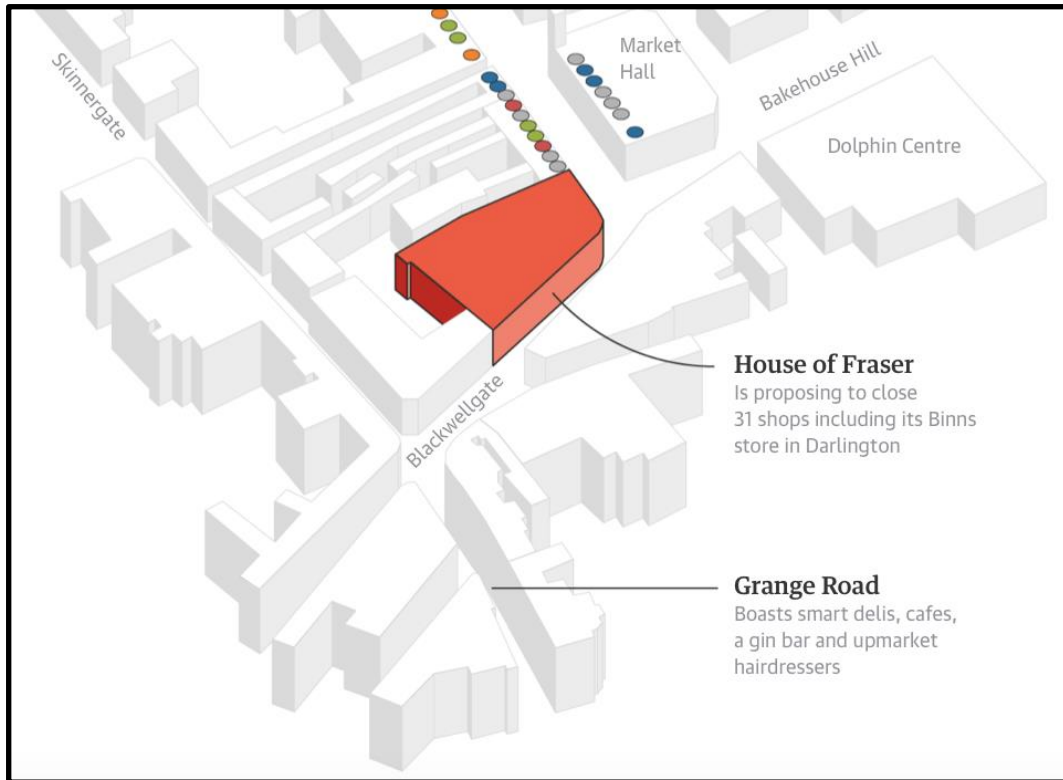 Skinnergate
Market
Hall
Bakehouse Hill
Dolphin Centre
House of Fraser
Is proposing to close
31 shops including its Binns
store in Darlington
Blackwellgate
Grange Road
Boasts smart delis, cafes,
a gin bar and upmarket
hairdressers